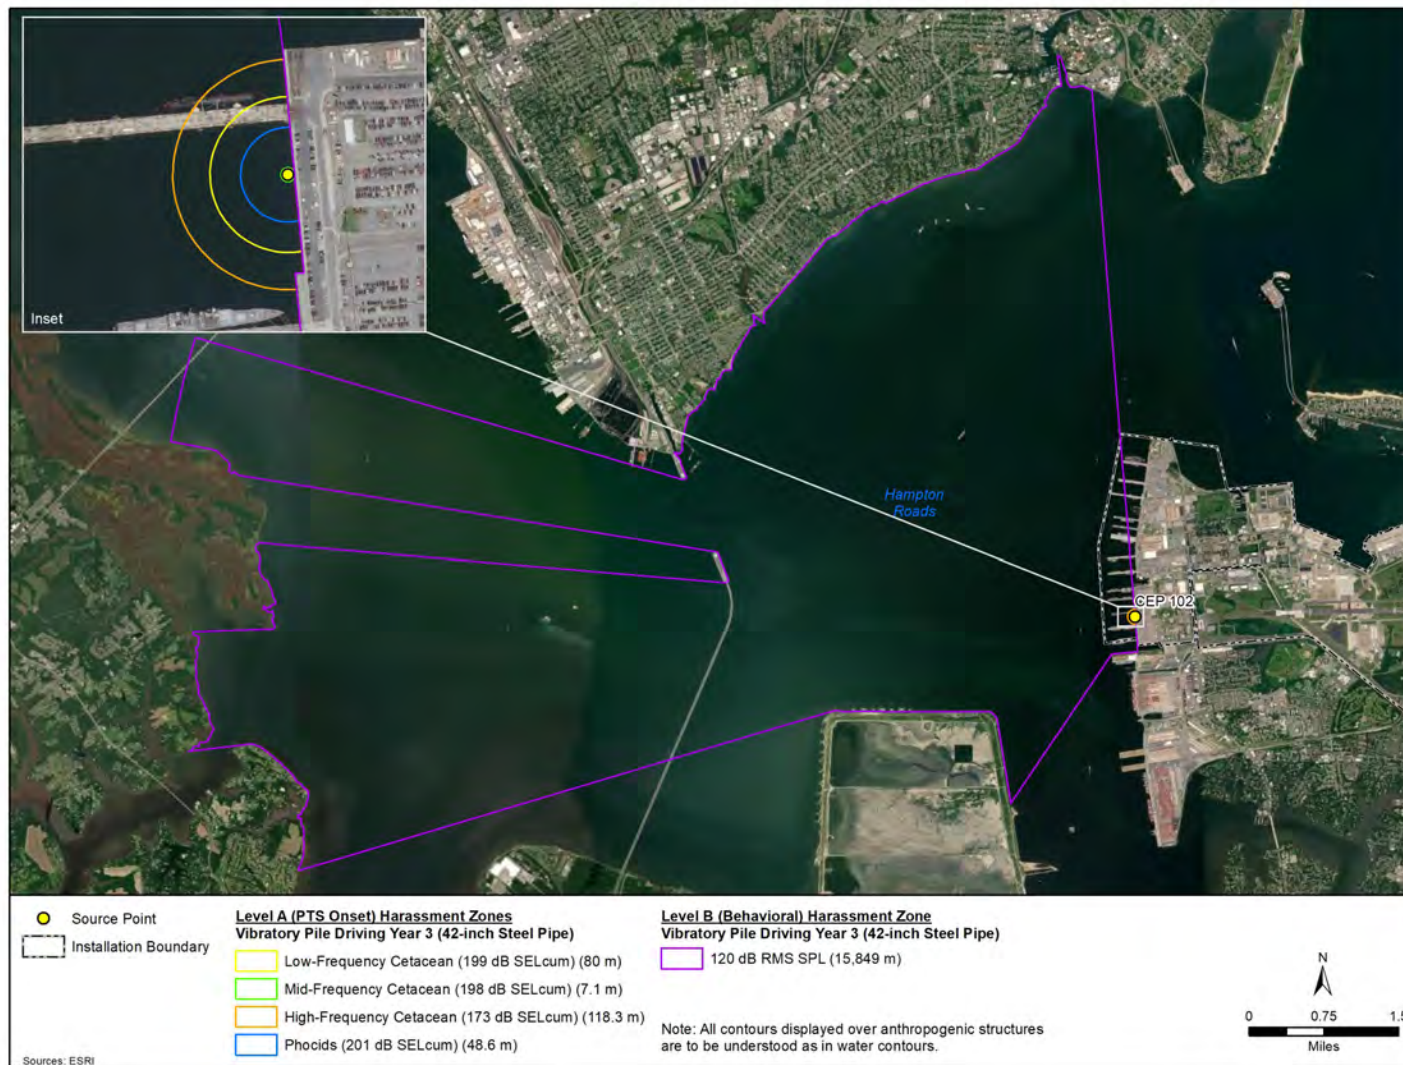 Inset
Hampton
Roads
CEP 102
Source Point
Installation Boundary
Level A (PTS Onset) Harassment Zones
Vibratory Pile Driving Year 3 (42-inch Steel Pipe)
Low-Frequency Cetacean (199 dB SELcum) (80 m)
Mid-Frequency Cetacean (198 dB SELcum) (7.1 m)
High-Frequency Cetacean (173 dB SELcum) (118.3 m)
Phocids (201 dB SELcum) (48.6 m)
Level B (Behavioral) Harassment Zone
Vibratory Pile Driving Year 3 (42-inch Steel Pipe)
120 dB RMS SPL (15,849 m)
Note: All contours displayed over anthropogenic structures
are to be understood as in water contours.
N
0 0.75 1.5
Miles
Sources: ESRI